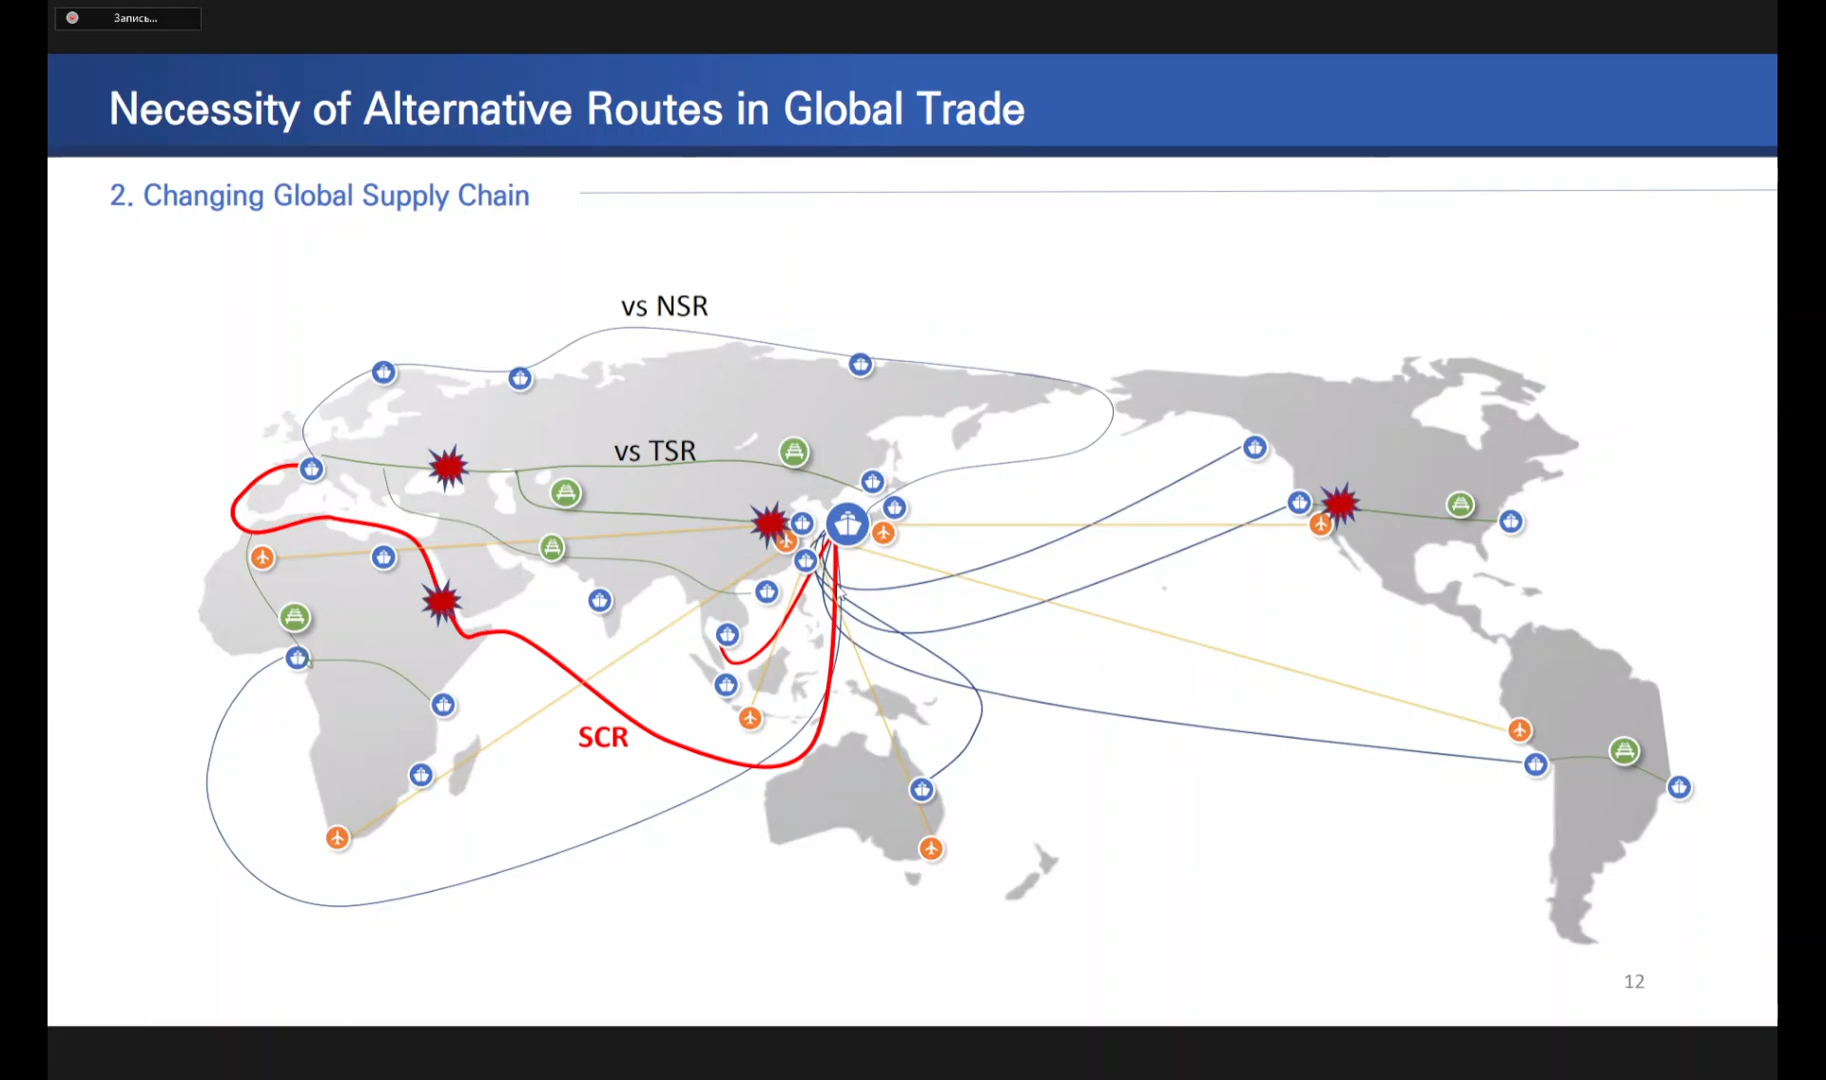 Запись...
Necessity of Alternative Routes in Global Trade
2. Changing Global Supply Chain
vs NSR
vs TSR
SCR
12